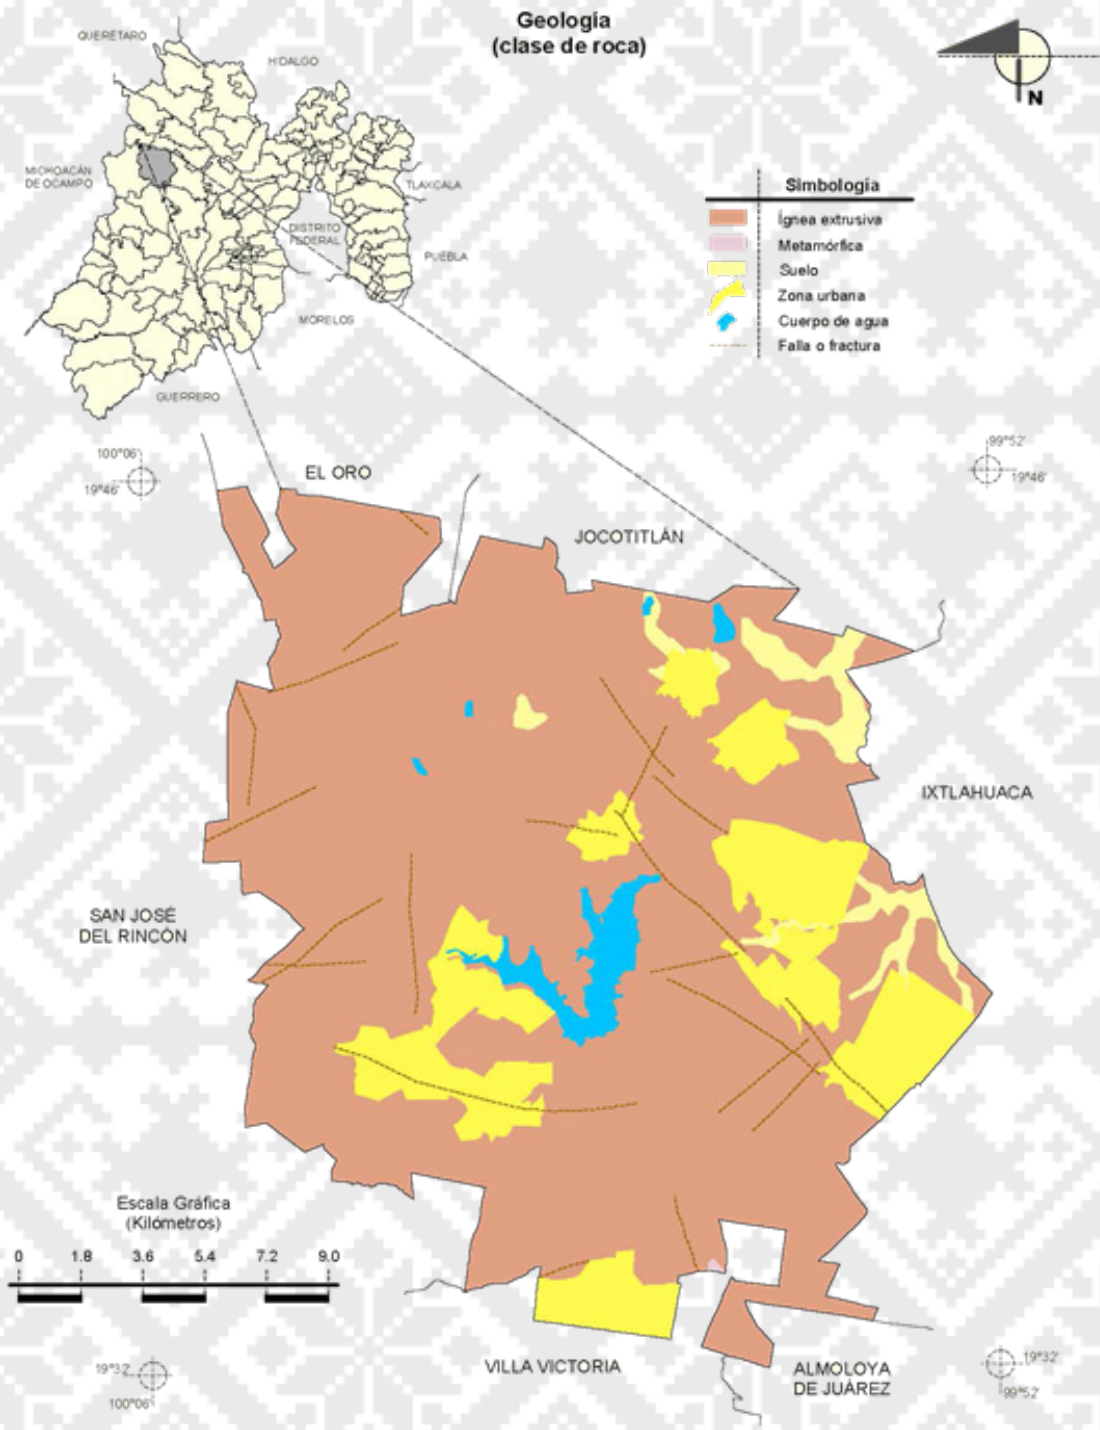 Geología
(clase de roca)
QUERÉTARO
HIDALGO
MICHOACÁN
DE OCAMPO
TLAXCALA
DISTRITO
FEDERAL
PUEBLA
MORELOS
GUERRERO
N
Simbología
Ígnea extrusiva
Metamórfica
Suelo
Zona urbana
Cuerpo de agua
Falla o fractura
100°06'
19°46'
99°52'
19°46'
EL ORO
JOCOTITLÁN
IXTLAHUACA
SAN JOSÉ
DEL RINCÓN
Escala Gráfica
(Kilómetros)
0 1.8 3.6 5.4 7.2 9.0
VILLA VICTORIA
ALMOLOYA
DE JUÁREZ
19°32'
100°06'
19°32'
99°52'